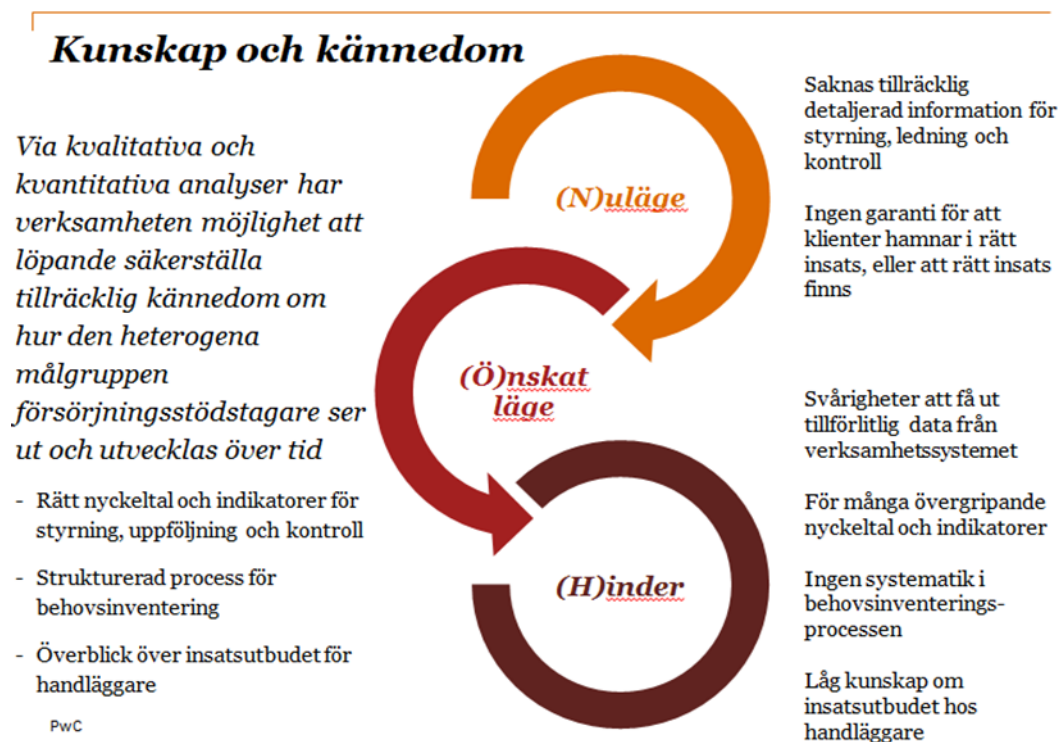 Kunskap och kännedom
Via kvalitativa och
kvantitativa analyser har
verksamheten möjlighet att
löpande säkerställa
tillräcklig kännedom om
hur den heterogena
målgruppen
försörjningsstödstagare ser
ut och utvecklas över tid
- Rätt nyckeltal och indikatorer för
styrning, uppföljning och kontroll
- Strukturerad process för
behovsinventering
- Överblick över insatsutbudet för
handläggare
PwC
(N)uläge
(Ö)nskat
läge
(H)inder
Saknas tillräcklig
detaljerad information för
styrning, ledning och
kontroll
Ingen garanti för att
klienter hamnar i rätt
insats, eller att rätt insats
finns
Svårigheter att få ut
tillförlitlig data från
verksamhetssystemet
För många övergripande
nyckeltal och indikatorer
Ingen systematik i
behovsinventerings-
processen
Låg kunskap om
insatsutbudet hos
handläggare